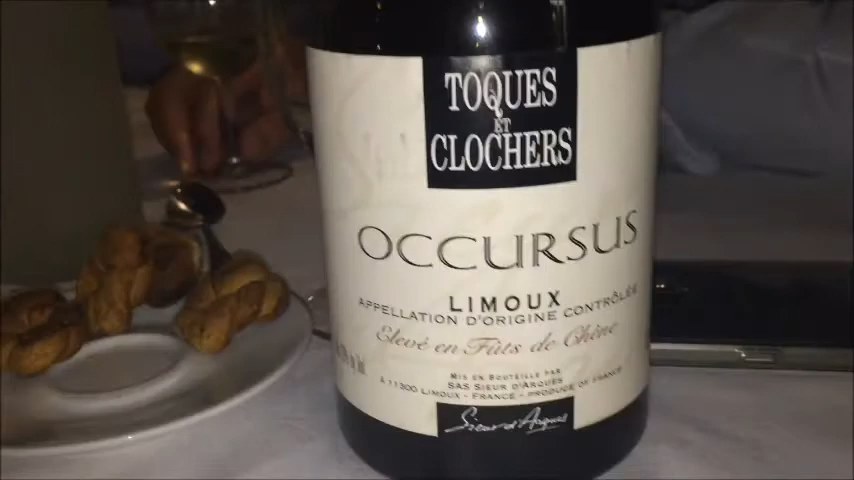 TOQUES
ET
CLOCHERS
OCCURSUS
LIMOUX
APPELLATION D'ORIGINE CONTRÔLÉE
Elevé en Fûts de Chêne
MIS EN BOUTEILLE PAR
SAS SIEUR D'ARQUES
À 11300 LIMOUX - FRANCE - PRODUCE OF FRANCE
Sieur d'Arques